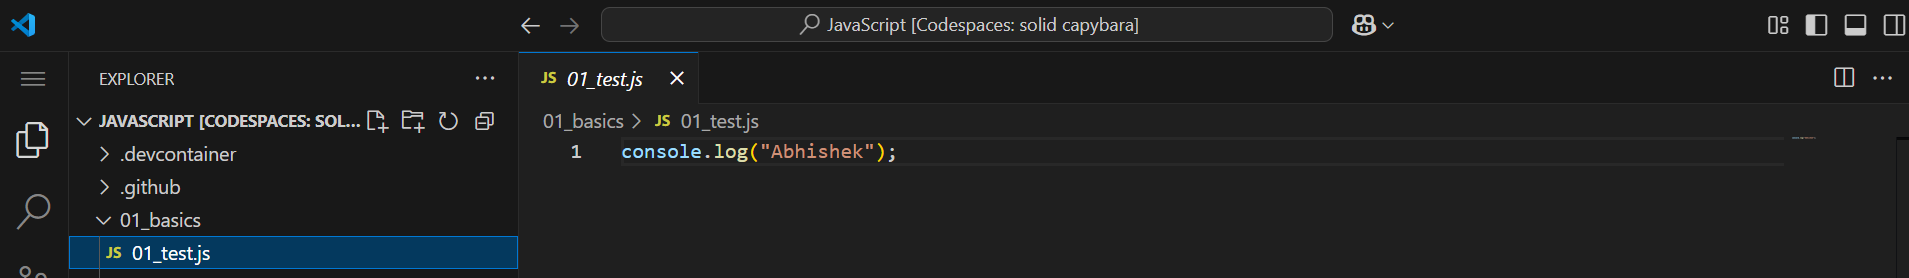 JavaScript [Codespaces: solid capybara]
EXPLORER
JS 01_test.js
JAVASCRIPT [CODESPACES: SOL...
01_basics > JS 01_test.js
1 console.log("Abhishek");
.devcontainer
.github
01_basics
JS 01_test.js